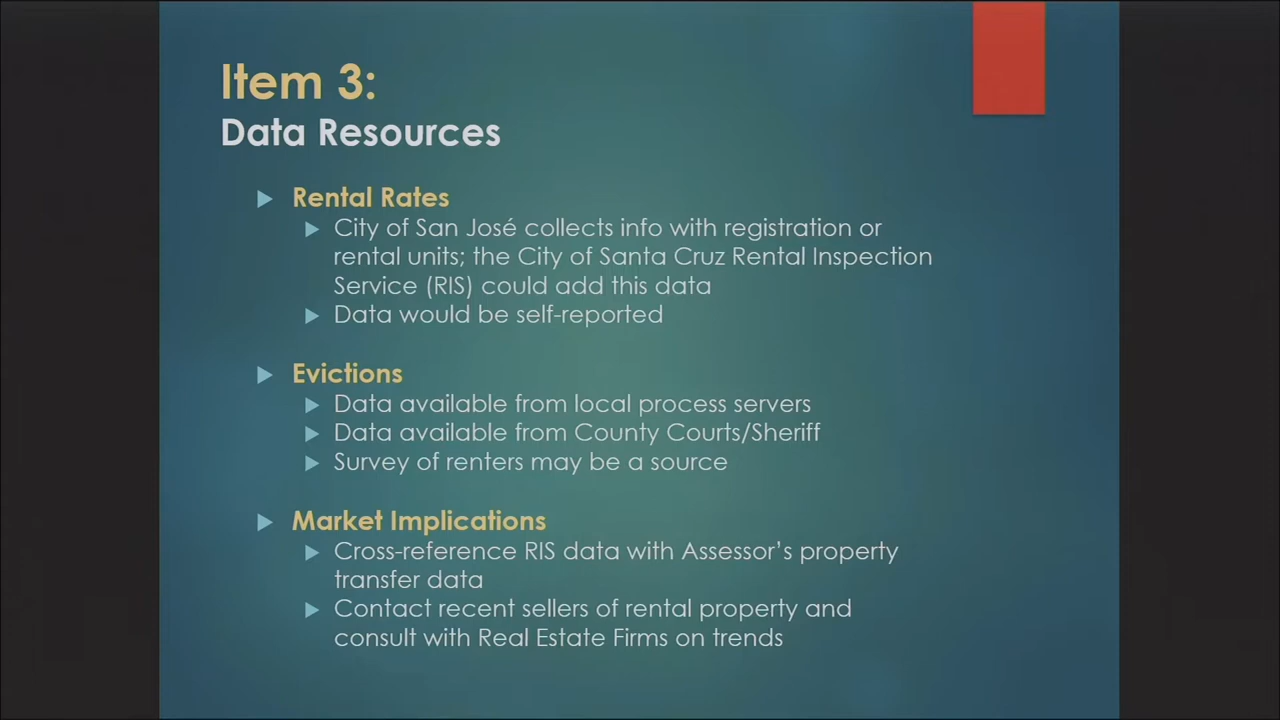 Item 3:
Data Resources
Rental Rates
City of San José collects info with registration or
rental units; the City of Santa Cruz Rental Inspection
Service (RIS) could add this data
Data would be self-reported
Evictions
Data available from local process servers
Data available from County Courts/Sheriff
Survey of renters may be a source
Market Implications
Cross-reference RIS data with Assessor’s property
transfer data
Contact recent sellers of rental property and
consult with Real Estate Firms on trends